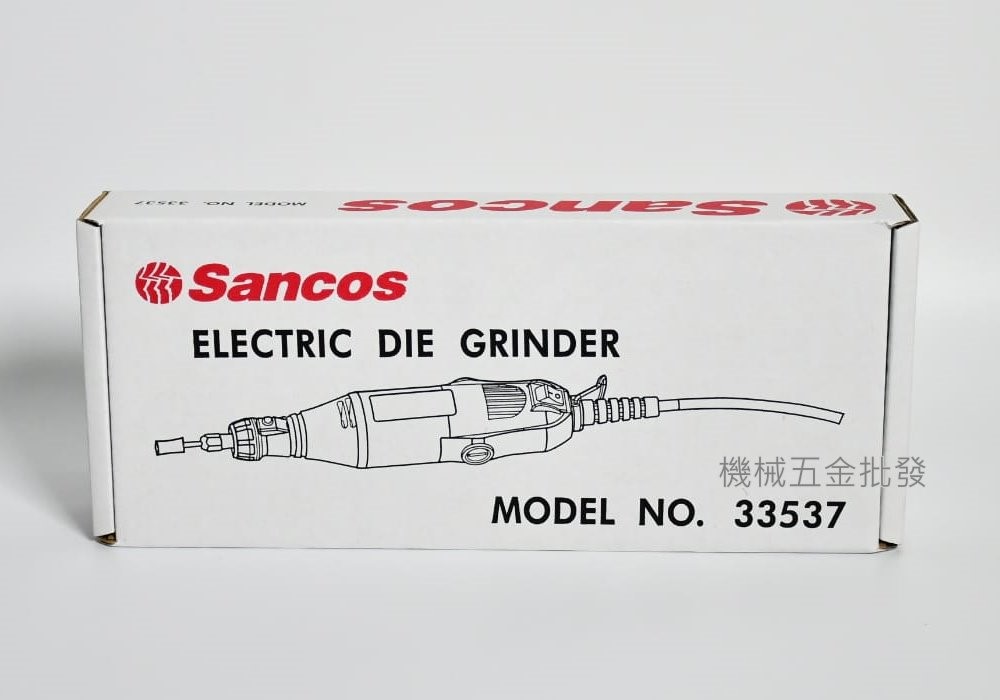 MODEL NO. 33537 Sancos
Sancos
ELECTRIC DIE GRINDER
機械五金批發
MODEL NO. 33537